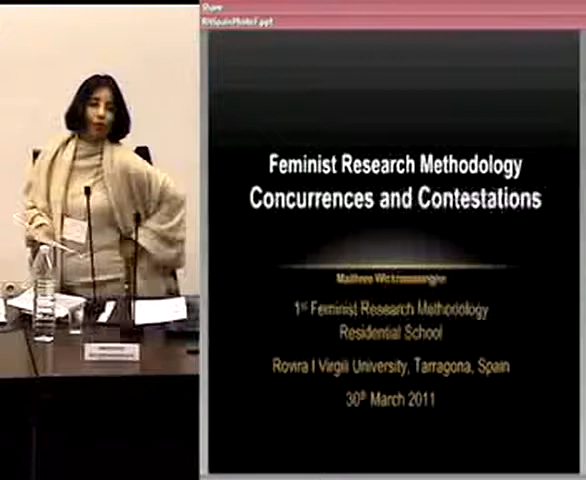 Share
Feminist Research Methodology
Concurrences and Contestations
Maithree Wickramasinghe
1st Feminist Research Methodology
Residential School
Rovira I Virgili University, Tarragona, Spain
30th March 2011